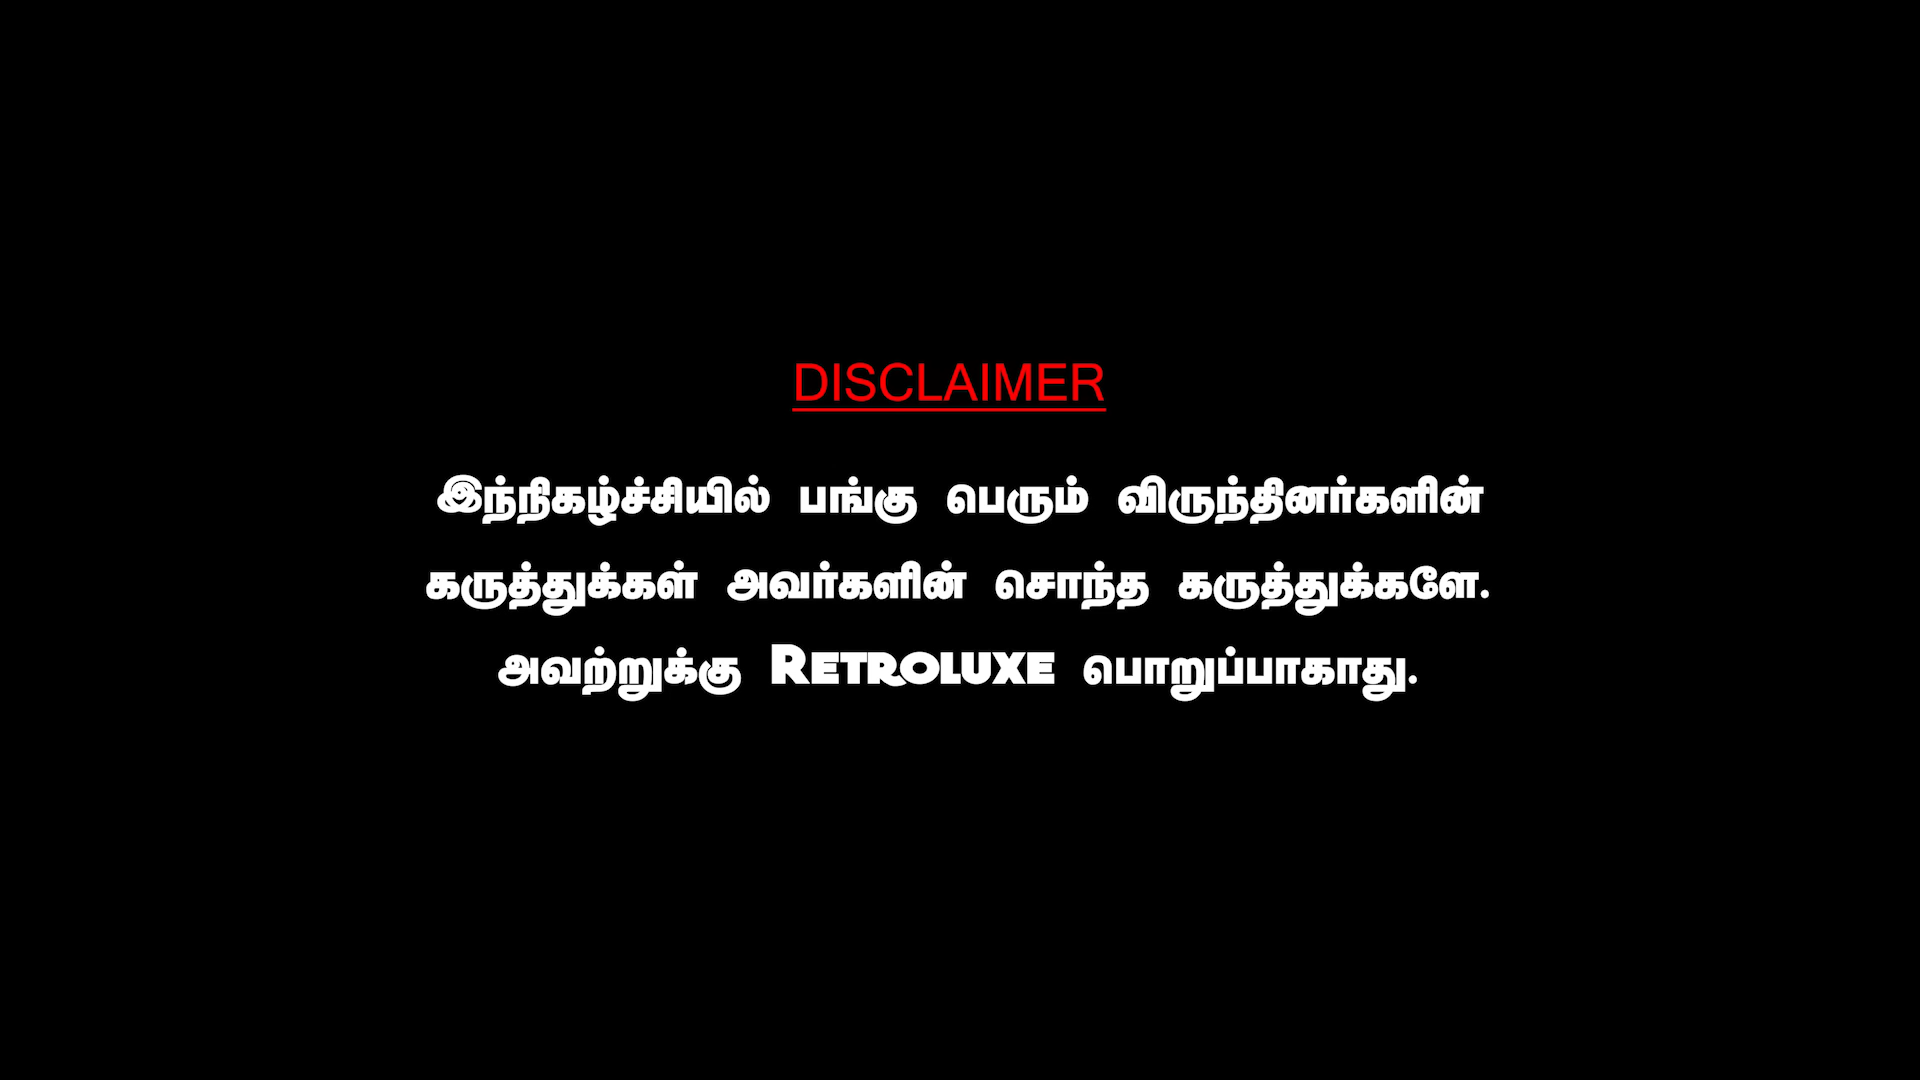 DISCLAIMER
இந்நிகழ்ச்சியில் பங்கு பெரும் விருந்தினர்களின்
கருத்துக்கள் அவர்களின் சொந்த கருத்துக்களே.
அவற்றுக்கு RETROLUXE பொறுப்பாகாது.